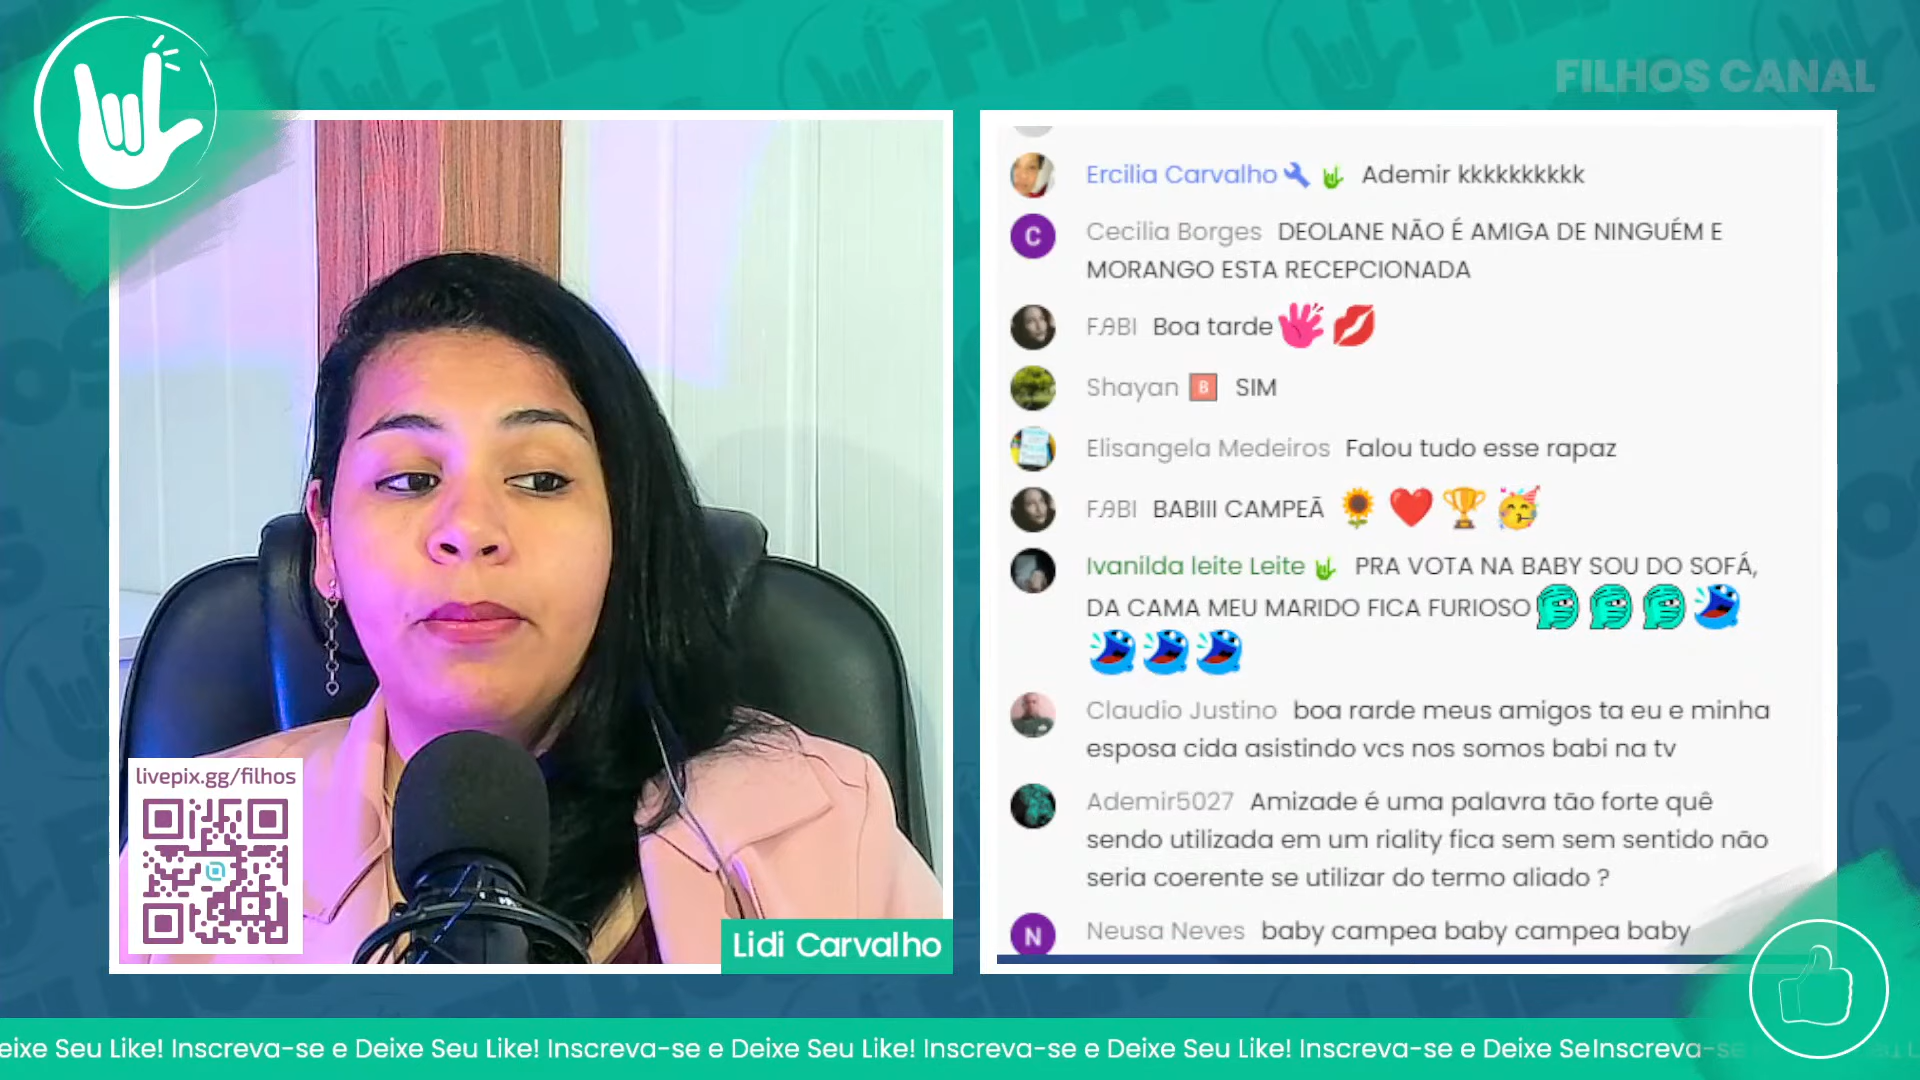 FILHOS CANAL
Ercilia Carvalho Ademir kkkkkkkkkk
C
Cecilia Borges DEOLANE NÃO É AMIGA DE NINGUÉM E
MORANGO ESTA RECEPCIONADA
FABI Boa tarde
Shayan B SIM
Elisangela Medeiros Falou tudo esse rapaz
FABI BABIII CAMPEÃ
Ivanilda leite Leite PRA VOTA NA BABY SOU DO SOFÁ,
DA CAMA MEU MARIDO FICA FURIOSO
Claudio Justino boa rarde meus amigos ta eu e minha
esposa cida asistindo vcs nos somos babi na tv
Ademir5027 Amizade é uma palavra tão forte quê
sendo utilizada em um riality fica sem sem sentido não
seria coerente se utilizar do termo aliado ?
N
Neusa Neves baby campea baby campea baby
livepix.gg/filhos
Lidi Carvalho
eixe Seu Like! Inscreva-se e Deixe Seu Like! Inscreva-se e Deixe Seu Like! Inscreva-se e Deixe Seu Like! Inscreva-se e Deixe SeInscreva-se